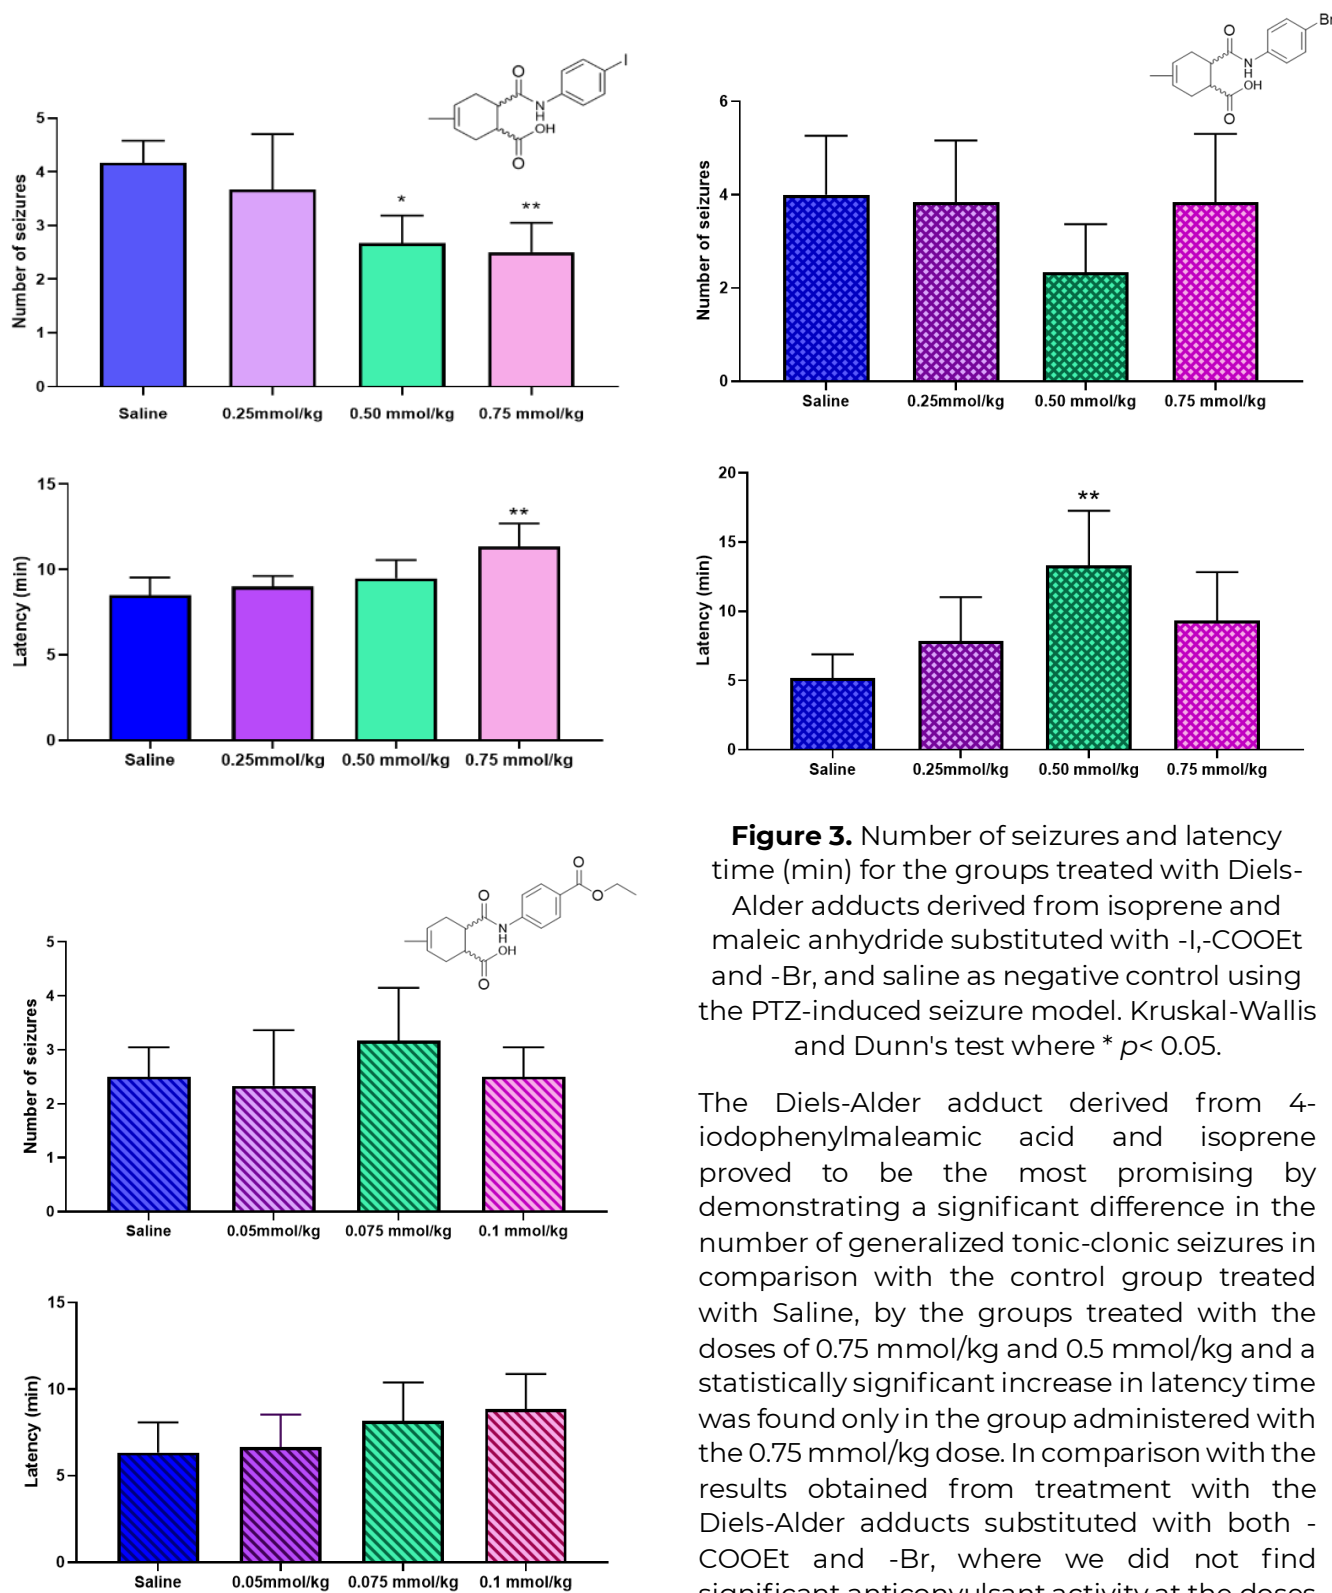 I
O
N
H
OH
O
5
4
3
2
1
0
Number of seizures
*
**
Saline
0.25mmol/kg
0.50 mmol/kg
0.75 mmol/kg
15
10
5
0
Latency (min)
**
Saline
0.25mmol/kg
0.50 mmol/kg
0.75 mmol/kg
O
O
O
N
H
OH
O
5
4
3
2
1
0
Number of seizures
Saline
0.05mmol/kg
0.075 mmol/kg
0.1 mmol/kg
15
10
5
0
Latency (min)
Saline
0.05mmol/kg
0.075 mmol/kg
0.1 mmol/kg
Br
O
N
H
OH
O
6
4
2
0
Number of seizures
Saline
0.25mmol/kg
0.50 mmol/kg
0.75 mmol/kg
20
15
10
5
0
Latency (min)
**
Saline
0.25mmol/kg
0.50 mmol/kg
0.75 mmol/kg
Figure 3. Number of seizures and latency
time (min) for the groups treated with Diels-
Alder adducts derived from isoprene and
maleic anhydride substituted with -I,-COOEt
and -Br, and saline as negative control using
the PTZ-induced seizure model. Kruskal-Wallis
and Dunn's test where * p< 0.05.
The Diels-Alder adduct derived from 4-
iodophenylmaleamic acid and isoprene
proved to be the most promising by
demonstrating a significant difference in the
number of generalized tonic-clonic seizures in
comparison with the control group treated
with Saline, by the groups treated with the
doses of 0.75 mmol/kg and 0.5 mmol/kg and a
statistically significant increase in latency time
was found only in the group administered with
the 0.75 mmol/kg dose. In comparison with the
results obtained from treatment with the
Diels-Alder adducts substituted with both -
COOEt and -Br, where we did not find
significant anticonvulsant activity at the doses